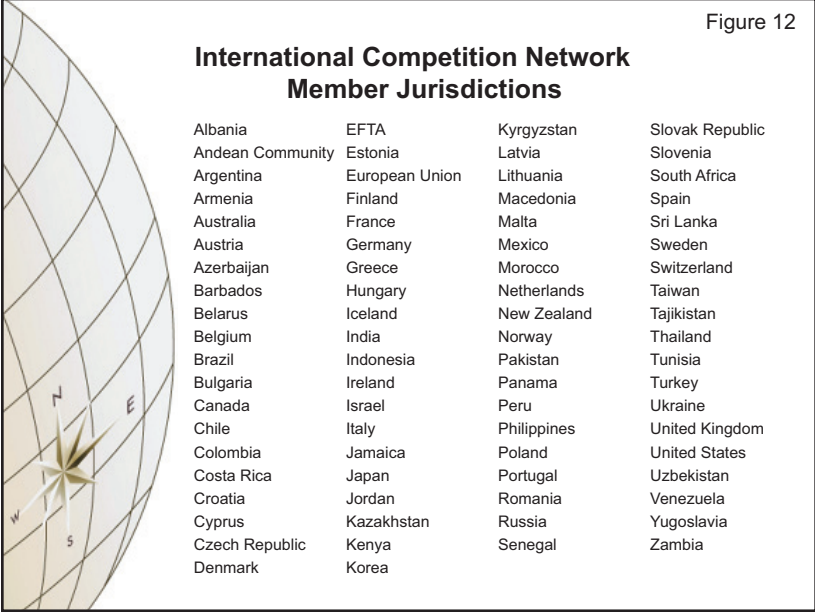 Figure 12
International Competition Network
Member Jurisdictions
Albania
Andean Community
Argentina
Armenia
Australia
Austria
Azerbaijan
Barbados
Belarus
Belgium
Brazil
Bulgaria
Canada
Chile
Colombia
Costa Rica
Croatia
Cyprus
Czech Republic
Denmark
EFTA
Estonia
European Union
Finland
France
Germany
Greece
Hungary
Iceland
India
Indonesia
Ireland
Israel
Italy
Jamaica
Japan
Jordan
Kazakhstan
Kenya
Korea
Kyrgyzstan
Latvia
Lithuania
Macedonia
Malta
Mexico
Morocco
Netherlands
New Zealand
Norway
Pakistan
Panama
Peru
Philippines
Poland
Portugal
Romania
Russia
Senegal
Slovak Republic
Slovenia
South Africa
Spain
Sri Lanka
Sweden
Switzerland
Taiwan
Tajikistan
Thailand
Tunisia
Turkey
Ukraine
United Kingdom
United States
Uzbekistan
Venezuela
Yugoslavia
Zambia
N
E
W
S